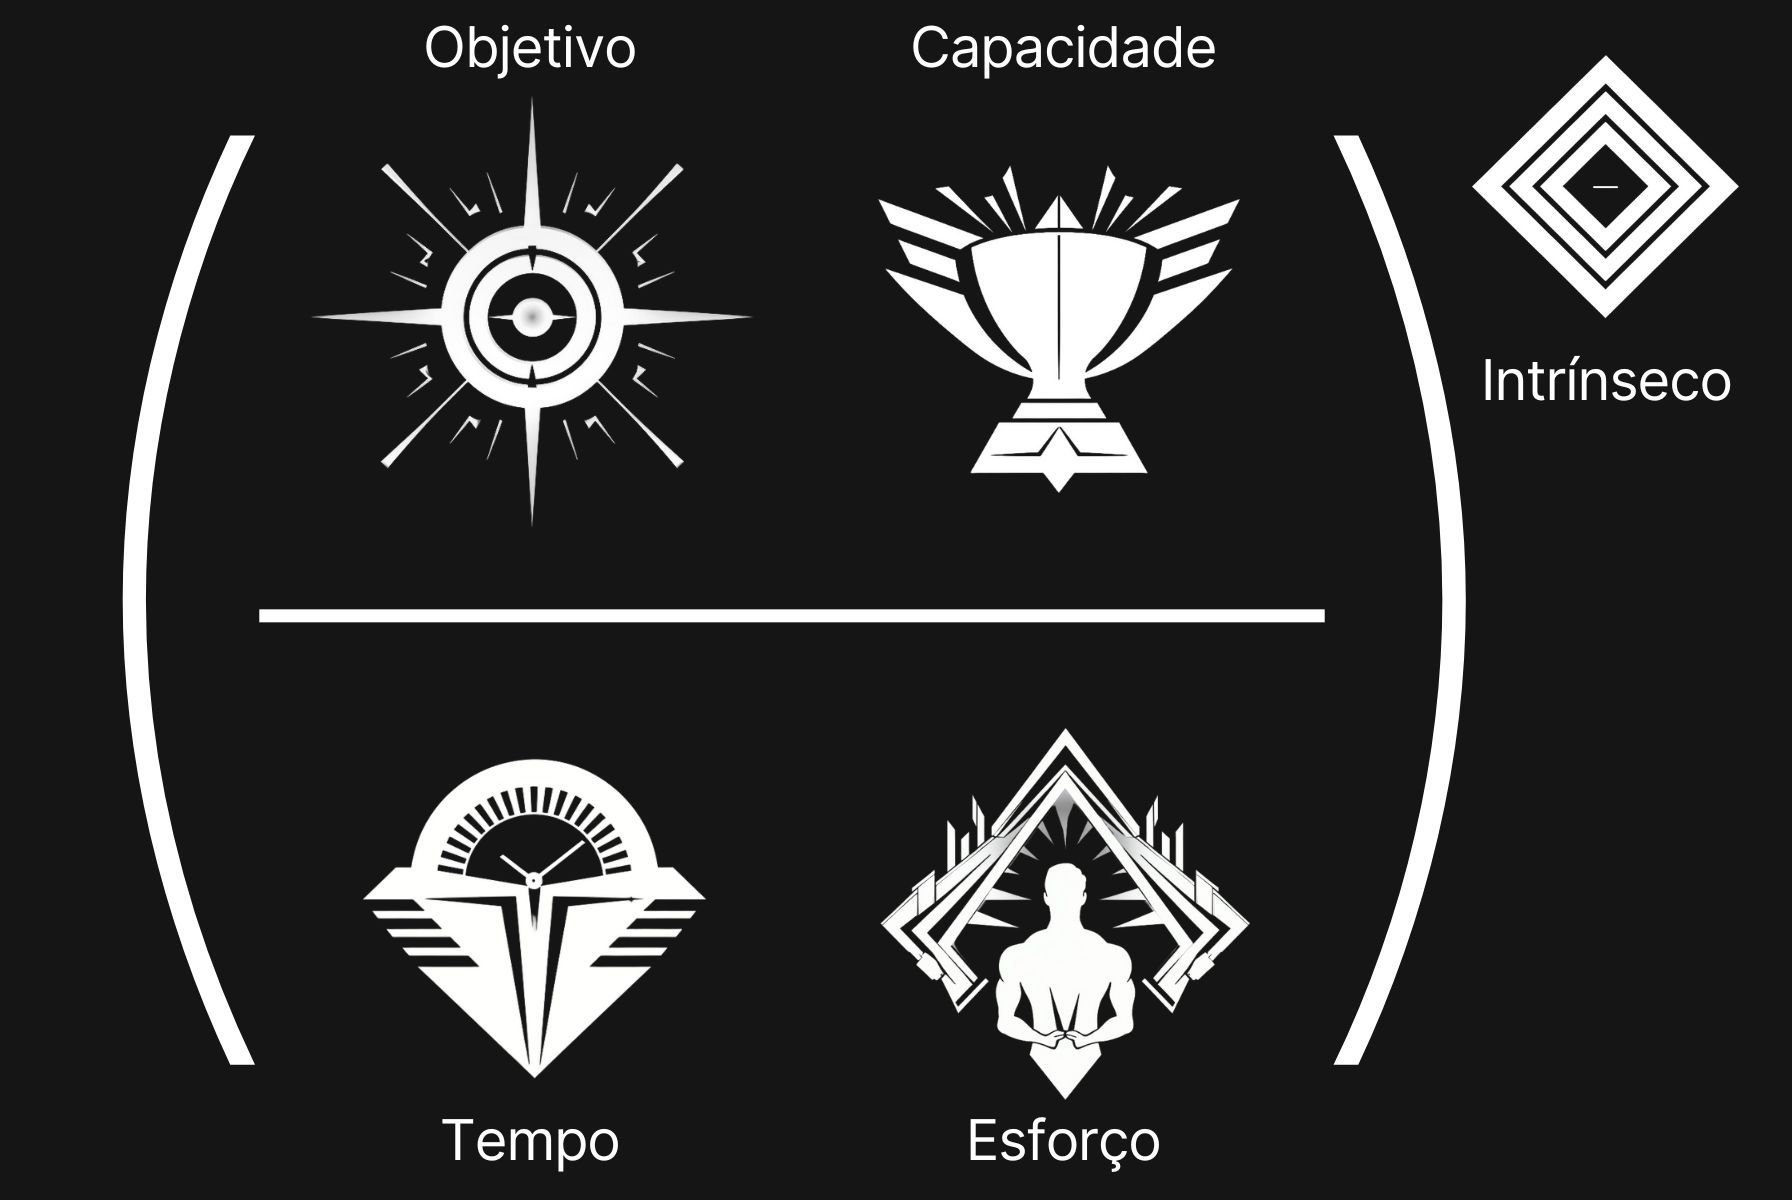 Objetivo
Capacidade
Intrínseco
Tempo
Esforço